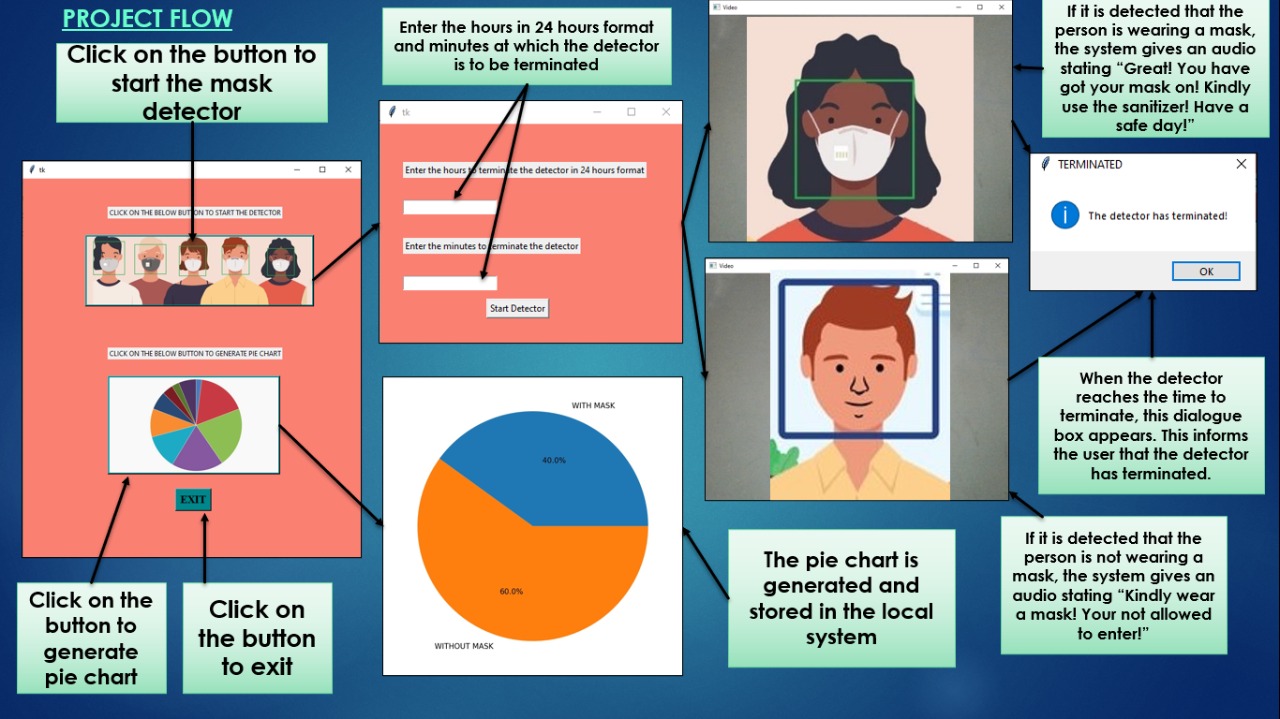 PROJECT FLOW
Click on the button to
start the mask
detector
Enter the hours in 24 hours format
and minutes at which the detector
is to be terminated
If it is detected that the
person is wearing a mask,
the system gives an audio
stating “Great! You have
got your mask on! Kindly
use the sanitizer! Have a
safe day!”
tk
CLICK ON THE BELOW BUTTON TO START THE DETECTOR
CLICK ON THE BELOW BUTTON TO GENERATE PIE CHART
EXIT
tk
Enter the hours to terminate the detector in 24 hours format
Enter the minutes to terminate the detector
Start Detector
Video
TERMINATED
The detector has terminated!
OK
Video
WITH MASK
40.0%
60.0%
WITHOUT MASK
When the detector
reaches the time to
terminate, this dialogue
box appears. This informs
the user that the detector
has terminated.
Click on the
button to
generate
pie chart
Click on
the button
to exit
The pie chart is
generated and
stored in the local
system
If it is detected that the
person is not wearing a
mask, the system gives an
audio stating “Kindly wear
a mask! Your not allowed
to enter!”